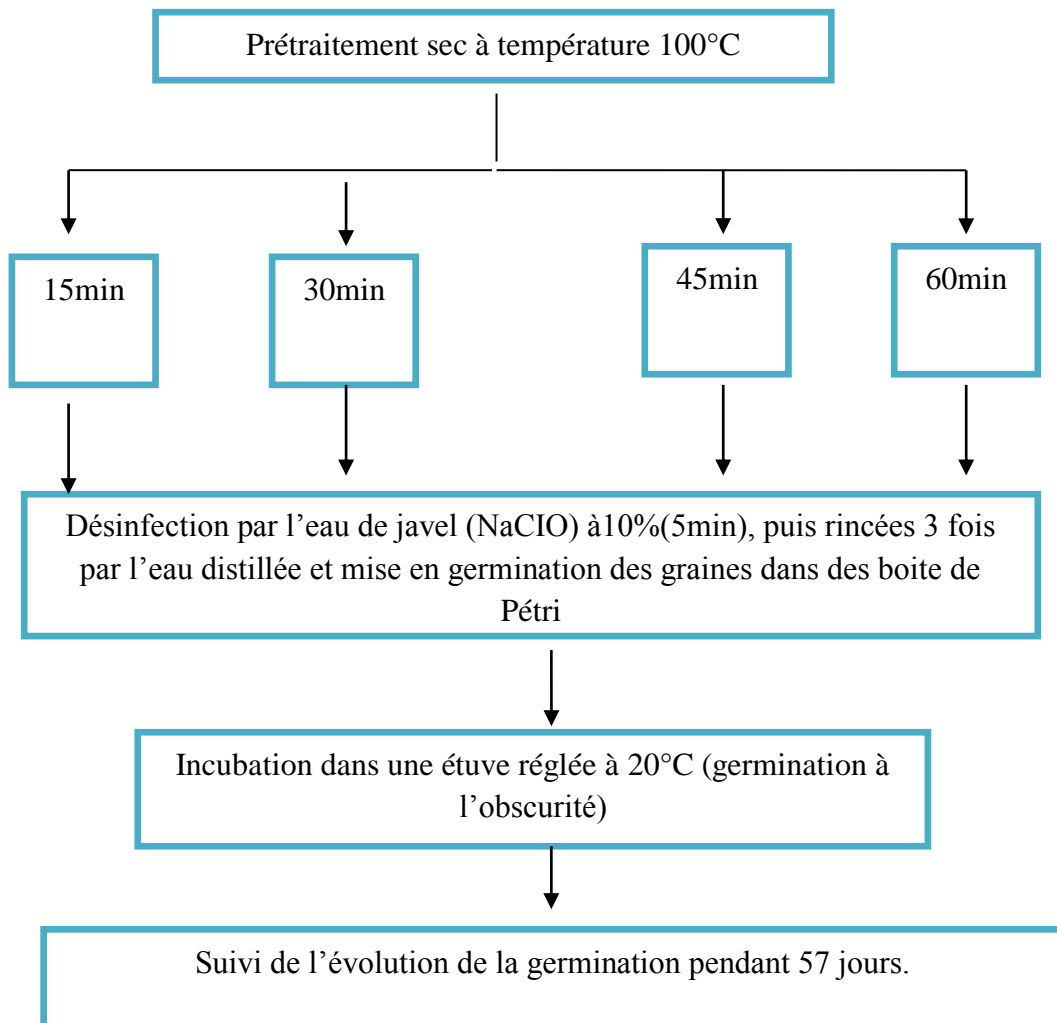 Prétraitement sec à température 100°C
15min
30min
45min
60min
Désinfection par l’eau de javel (NaClO) à10%(5min), puis rincées 3 fois
par l’eau distillée et mise en germination des graines dans des boite de
Pétri
Incubation dans une étuve réglée à 20°C (germination à
l’obscurité)
Suivi de l’évolution de la germination pendant 57 jours.